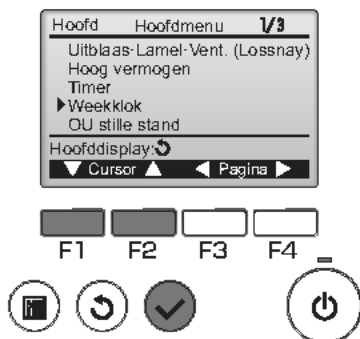 Hoofd Hoofdmenu 1/3
Uitblaas-Lamel-Vent. (Lossnay)
Hoog vermogen
Timer
Weekklok
OU stille stand
Hoofddisplay:
Cursor Pagina
F1 F2 F3 F4